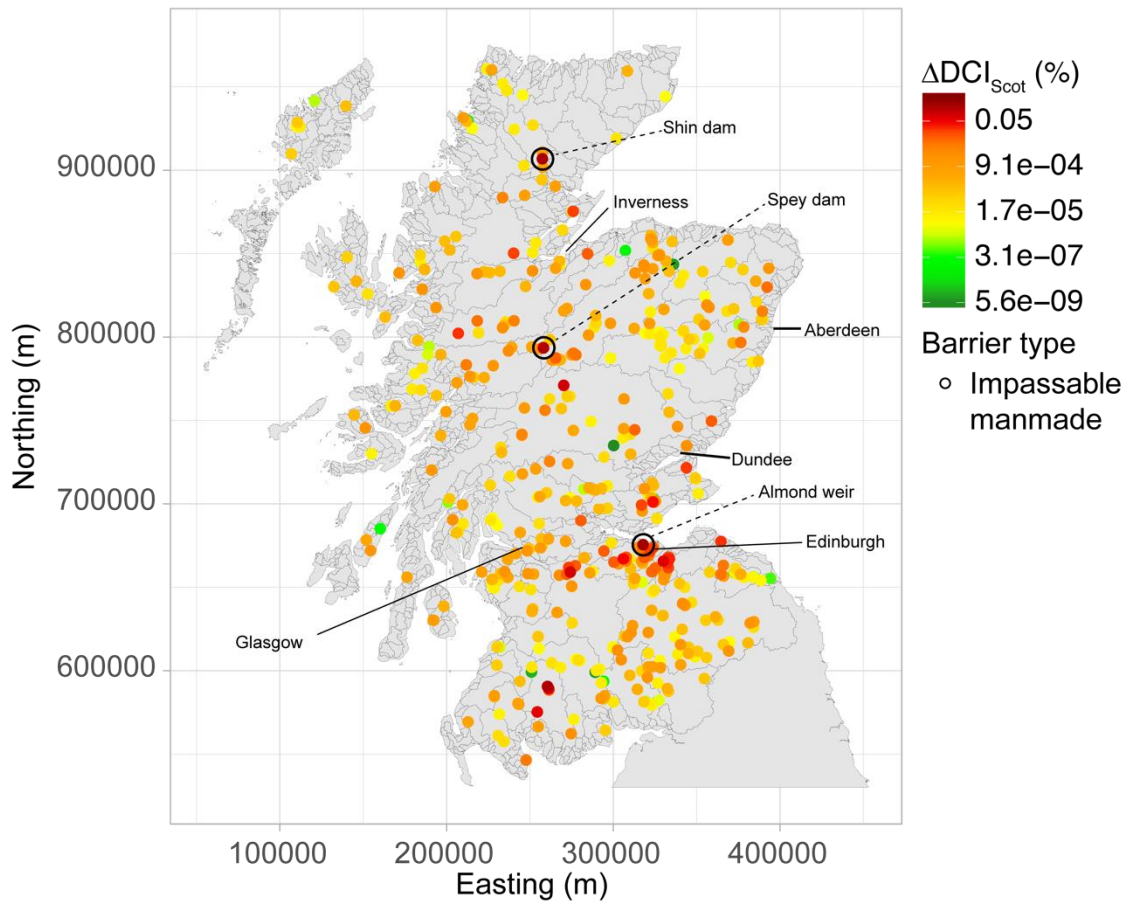 900000
800000
700000
600000
Northing (m)
100000
200000
300000
400000
Easting (m)
Shin dam
Inverness
Spey dam
Aberdeen
Dundee
Almond weir
Edinburgh
Glasgow
ΔDCI_Scot (%)
0.05
9.1e−04
1.7e−05
3.1e−07
5.6e−09
Barrier type
Impassable
manmade